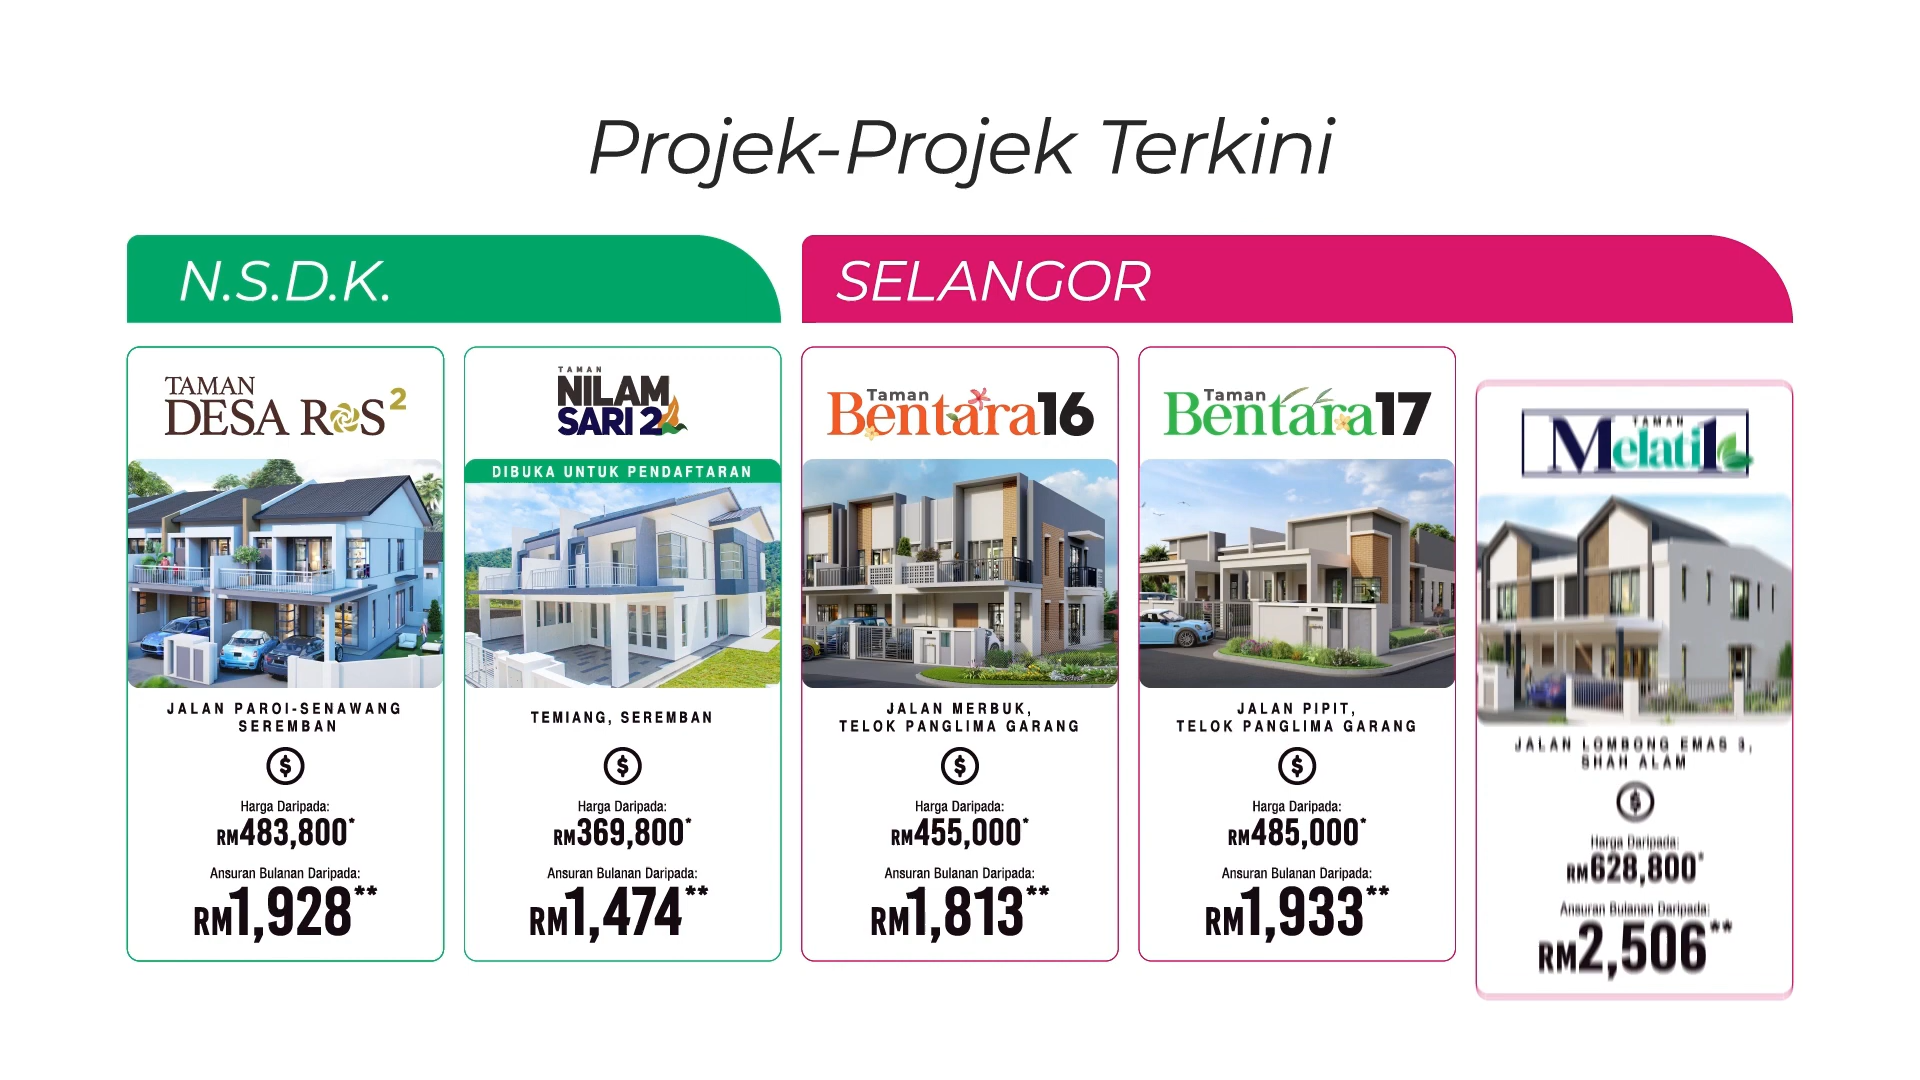 Projek-Projek Terkini
N.S.D.K.
TAMAN
DESA ROS 2
JALAN PAROI-SENAWANG
SEREMBAN
$
Harga Daripada:
RM483,800*
Ansuran Bulanan Daripada:
RM1,928**
TAMAN
NILAM
SARI 2
DIBUKA UNTUK PENDAFTARAN
TEMIANG, SEREMBAN
$
Harga Daripada:
RM369,800*
Ansuran Bulanan Daripada:
RM1,474**
SELANGOR
Taman
Bentara16
JALAN MERBUK,
TELOK PANGLIMA GARANG
$
Harga Daripada:
RM455,000*
Ansuran Bulanan Daripada:
RM1,813**
Taman
Bentara17
JALAN PIPIT,
TELOK PANGLIMA GARANG
$
Harga Daripada:
RM485,000*
Ansuran Bulanan Daripada:
RM1,933**
TAMAN
Melati1
JALAN LOMBONG EMAS 3,
SHAH ALAM
$
Harga Daripada:
RM628,800*
Ansuran Bulanan Daripada:
RM2,506**